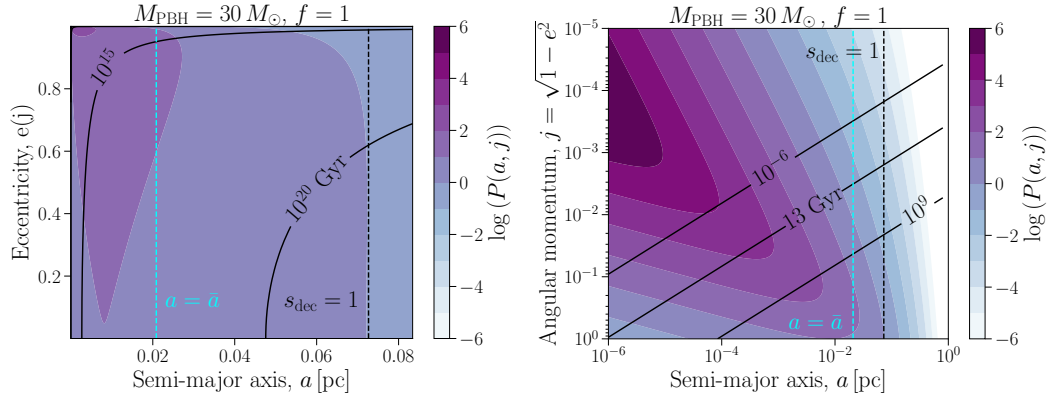 M_PBH = 30 M_⊙, f = 1
Eccentricity, e(j)
0.8
0.6
0.4
0.2
10^15
10^20 Gyr
a = ā
s_dec = 1
0.02
0.04
0.06
0.08
Semi-major axis, a [pc]
6
4
2
0
−2
−4
−6
log (P(a, j))
M_PBH = 30 M_⊙, f = 1
Angular momentum, j = √1 − e^2
10^-5
10^-4
10^-3
10^-2
10^-1
10^0
s_dec = 1
10^-6
13 Gyr
10^9
a = ā
10^-6
10^-4
10^-2
10^0
Semi-major axis, a [pc]
6
4
2
0
−2
−4
−6
log (P(a, j))